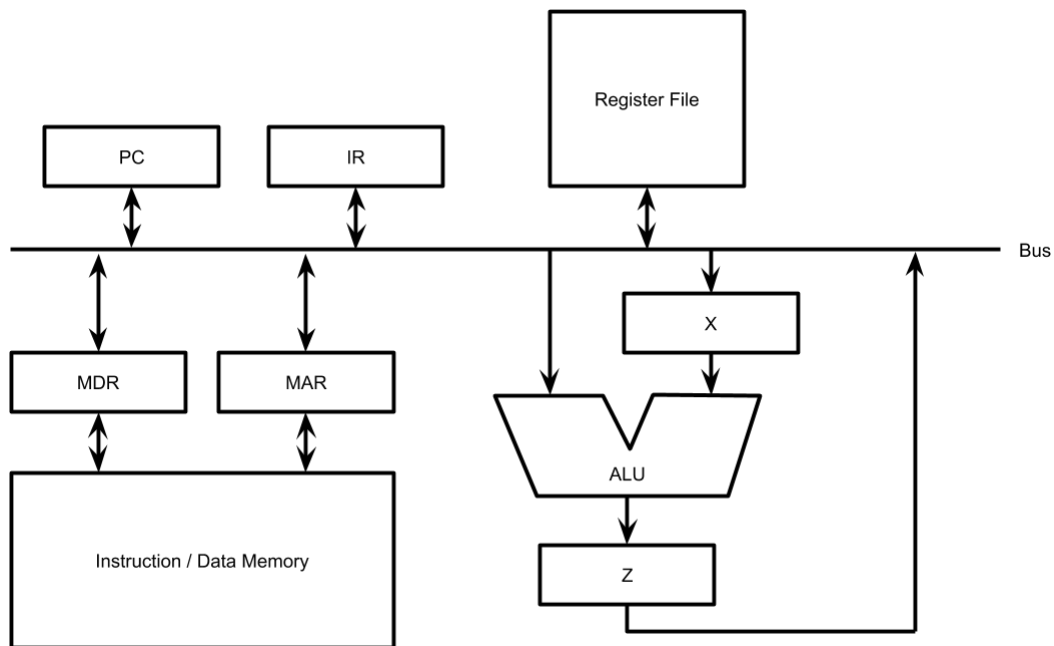 Register File
PC
IR
Bus
X
MDR
MAR
ALU
Instruction / Data Memory
Z